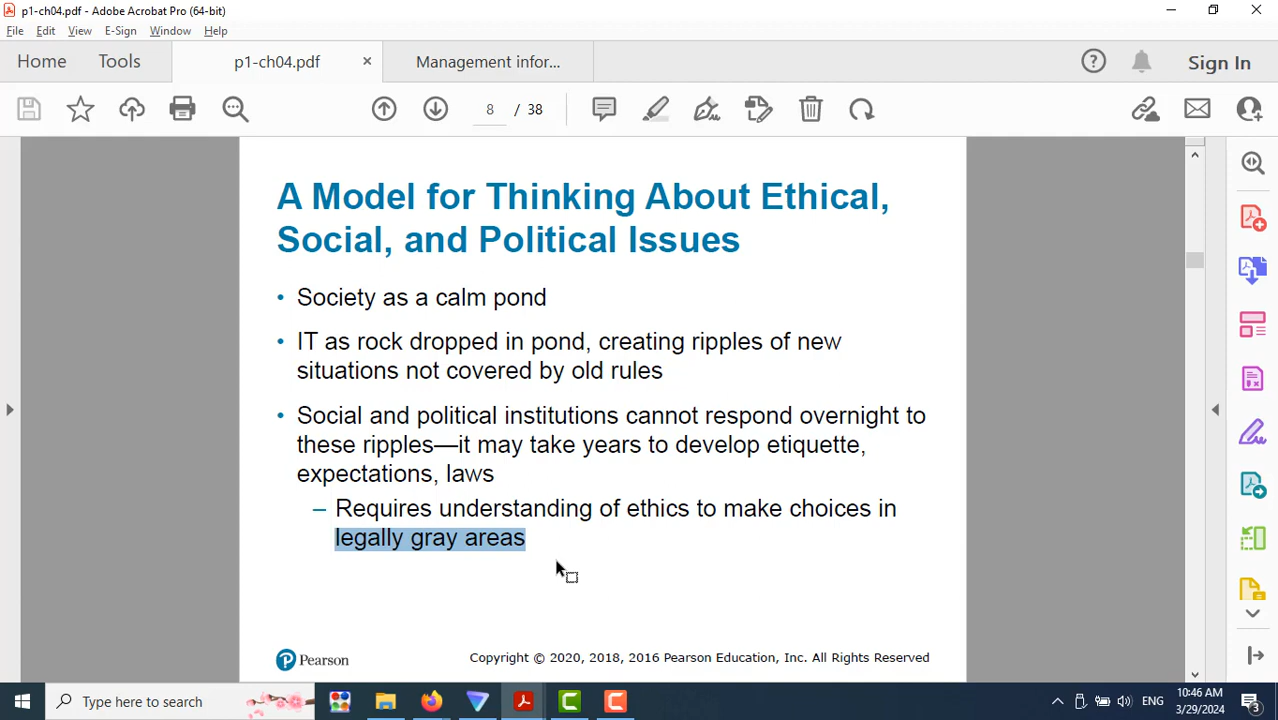 p1-ch04.pdf - Adobe Acrobat Pro (64-bit)
File Edit View E-Sign Window Help
Home Tools p1-ch04.pdf × Management infor... Sign In
8 / 38
A Model for Thinking About Ethical,
Social, and Political Issues
• Society as a calm pond
• IT as rock dropped in pond, creating ripples of new
situations not covered by old rules
• Social and political institutions cannot respond overnight to
these ripples—it may take years to develop etiquette,
expectations, laws
– Requires understanding of ethics to make choices in
legally gray areas
Pearson
Copyright © 2020, 2018, 2016 Pearson Education, Inc. All Rights Reserved
Type here to search
ENG
10:46 AM
3/29/2024
3